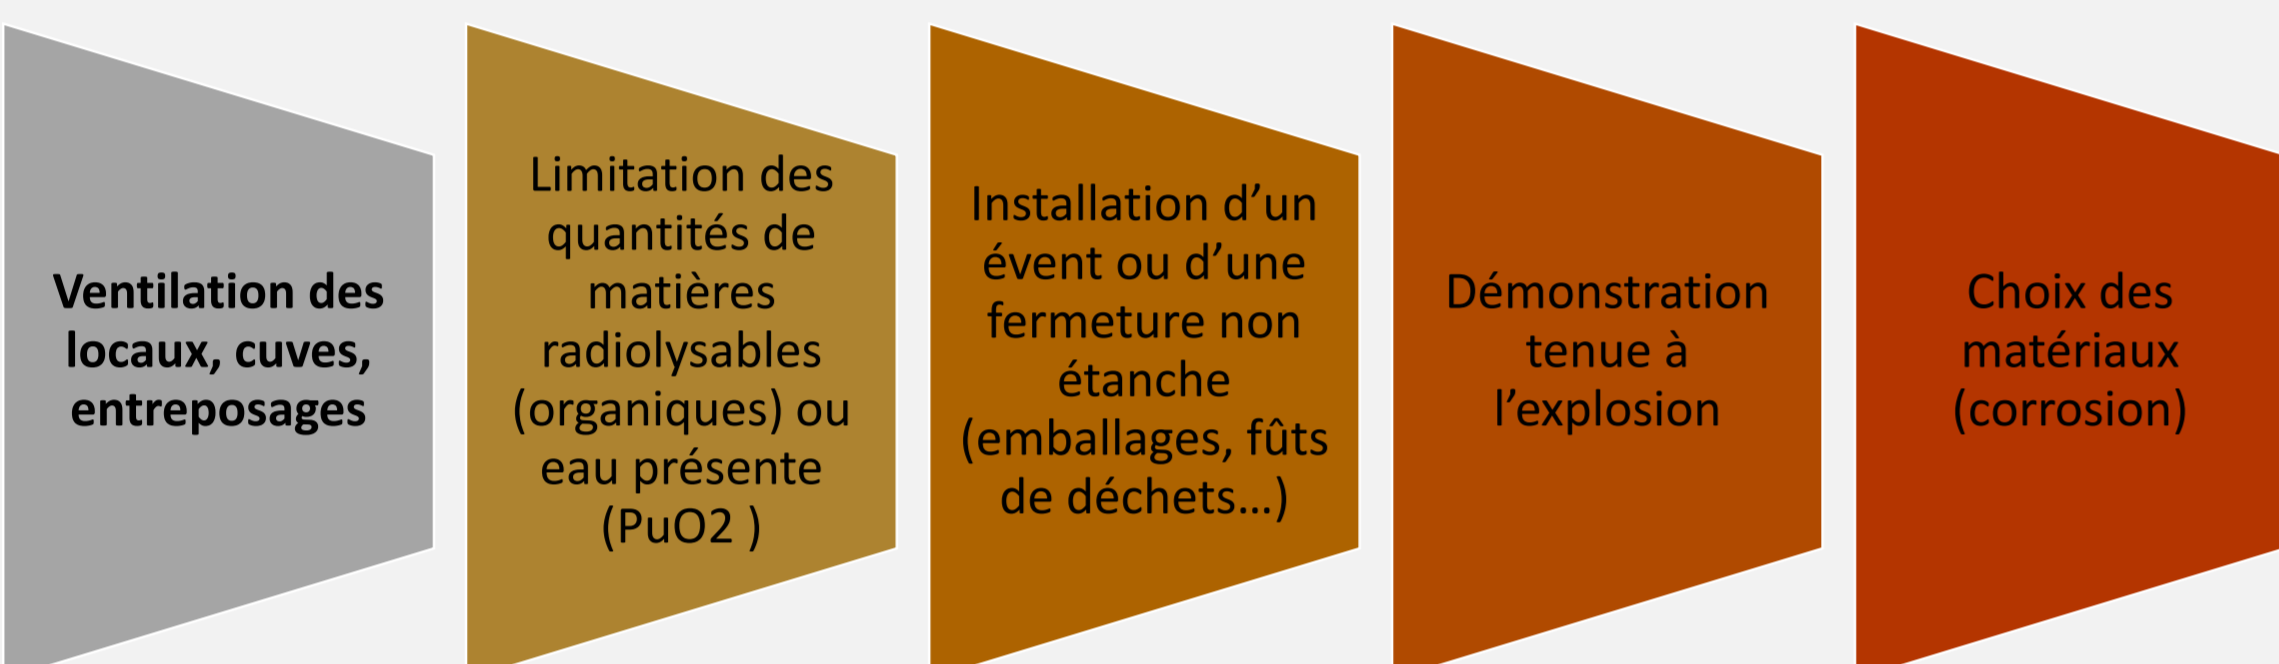 Ventilation des
locaux, cuves,
entreposages
Limitation des
quantités de
matières
radiolysables
(organiques) ou
eau présente
(PuO2 )
Installation d’un
évent ou d’une
fermeture non
étanche
(emballages, fûts
de déchets…)
Démonstration
tenue à
l’explosion
Choix des
matériaux
(corrosion)